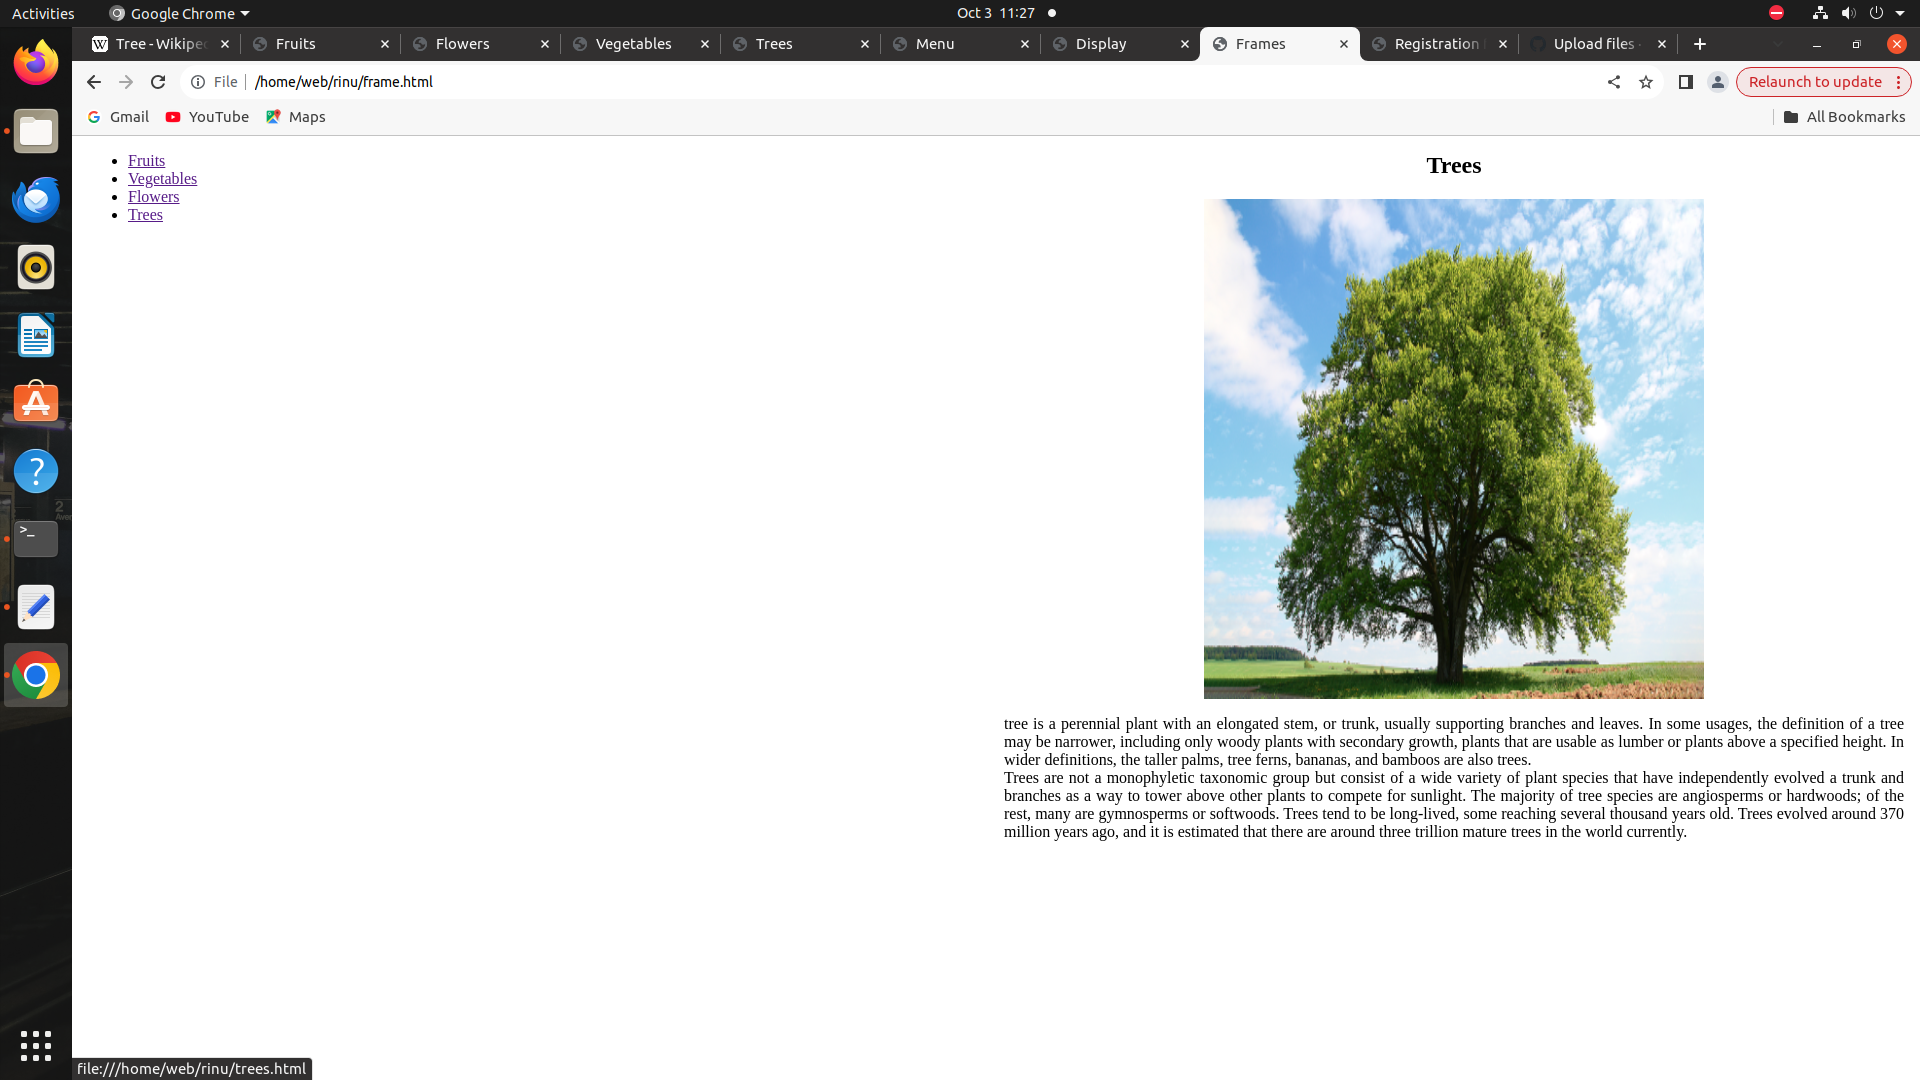 Activities
Google Chrome
Oct 3 11:27
Tree - Wikipe
Fruits
Flowers
Vegetables
Trees
Menu
Display
Frames
Registration
Upload files
File
/home/web/rinu/frame.html
Relaunch to update
Gmail
YouTube
Maps
All Bookmarks
Fruits
Vegetables
Flowers
Trees
Trees
tree is a perennial plant with an elongated stem, or trunk, usually supporting branches and leaves. In some usages, the definition of a tree
may be narrower, including only woody plants with secondary growth, plants that are usable as lumber or plants above a specified height. In
wider definitions, the taller palms, tree ferns, bananas, and bamboos are also trees.
Trees are not a monophyletic taxonomic group but consist of a wide variety of plant species that have independently evolved a trunk and
branches as a way to tower above other plants to compete for sunlight. The majority of tree species are angiosperms or hardwoods; of the
rest, many are gymnosperms or softwoods. Trees tend to be long-lived, some reaching several thousand years old. Trees evolved around 370
million years ago, and it is estimated that there are around three trillion mature trees in the world currently.
file:///home/web/rinu/trees.html